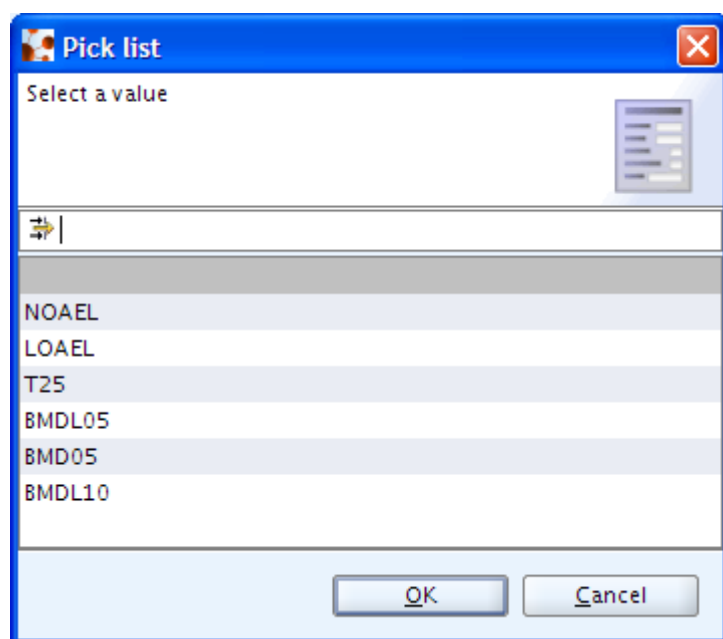 Pick list
Select a value
NOAEL
LOAEL
T25
BMDL05
BMD05
BMDL10
OK Cancel